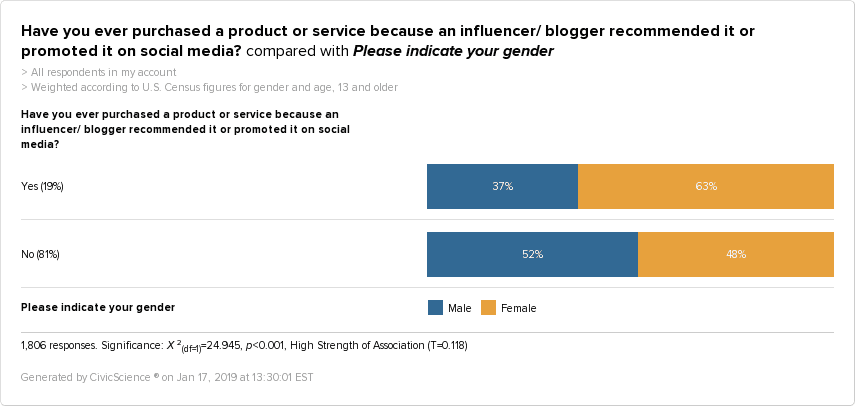 Have you ever purchased a product or service because an influencer/ blogger recommended it or
promoted it on social media? compared with Please indicate your gender
> All respondents in my account
> Weighted according to U.S. Census figures for gender and age, 13 and older
Have you ever purchased a product or service because an
influencer/ blogger recommended it or promoted it on social
media?
Yes (19%)
37%
63%
No (81%)
52%
48%
Please indicate your gender
Male
Female
1,806 responses. Significance: X ²(df=1)=24.945, p<0.001, High Strength of Association (T=0.118)
Generated by CivicScience ® on Jan 17, 2019 at 13:30:01 EST